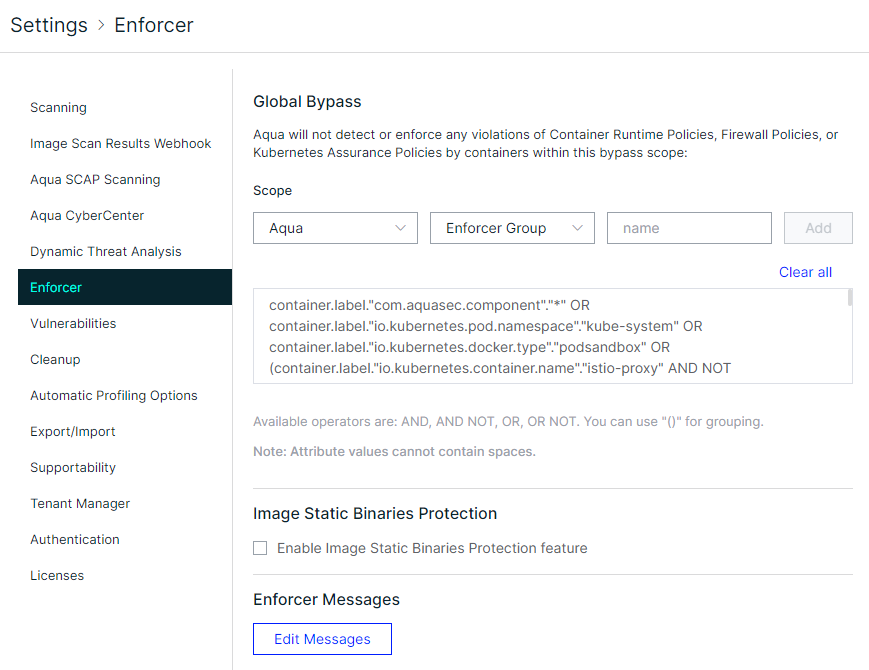 Settings > Enforcer
Scanning
Image Scan Results Webhook
Aqua SCAP Scanning
Aqua CyberCenter
Dynamic Threat Analysis
Enforcer
Vulnerabilities
Cleanup
Automatic Profiling Options
Export/Import
Supportability
Tenant Manager
Authentication
Licenses
Global Bypass
Aqua will not detect or enforce any violations of Container Runtime Policies, Firewall Policies, or
Kubernetes Assurance Policies by containers within this bypass scope:
Scope
Aqua Enforcer Group name Add
Clear all
container.label."com.aquasec.component"."*" OR
container.label."io.kubernetes.pod.namespace"."kube-system" OR
container.label."io.kubernetes.docker.type"."podsandbox" OR
(container.label."io.kubernetes.container.name"."istio-proxy" AND NOT
Available operators are: AND, AND NOT, OR, OR NOT. You can use "()" for grouping.
Note: Attribute values cannot contain spaces.
Image Static Binaries Protection
Enable Image Static Binaries Protection feature
Enforcer Messages
Edit Messages